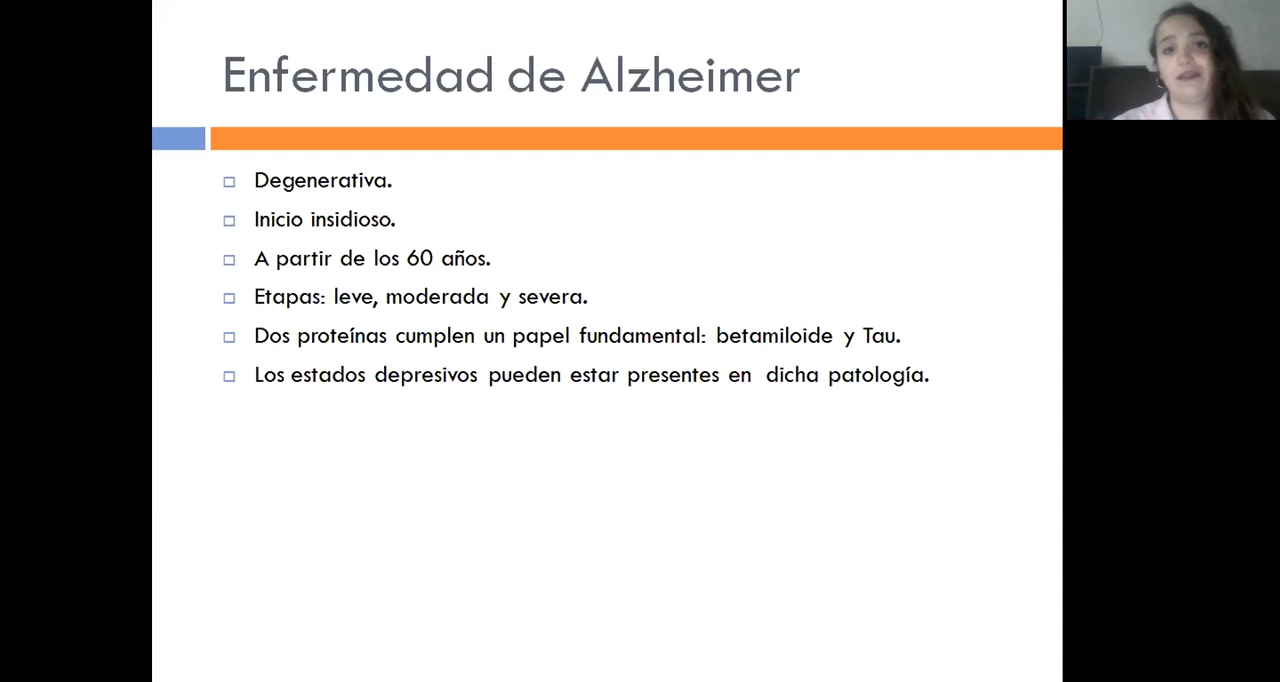 Enfermedad de Alzheimer
Degenerativa.
Inicio insidioso.
A partir de los 60 años.
Etapas: leve, moderada y severa.
Dos proteínas cumplen un papel fundamental: betamiloide y Tau.
Los estados depresivos pueden estar presentes en dicha patología.